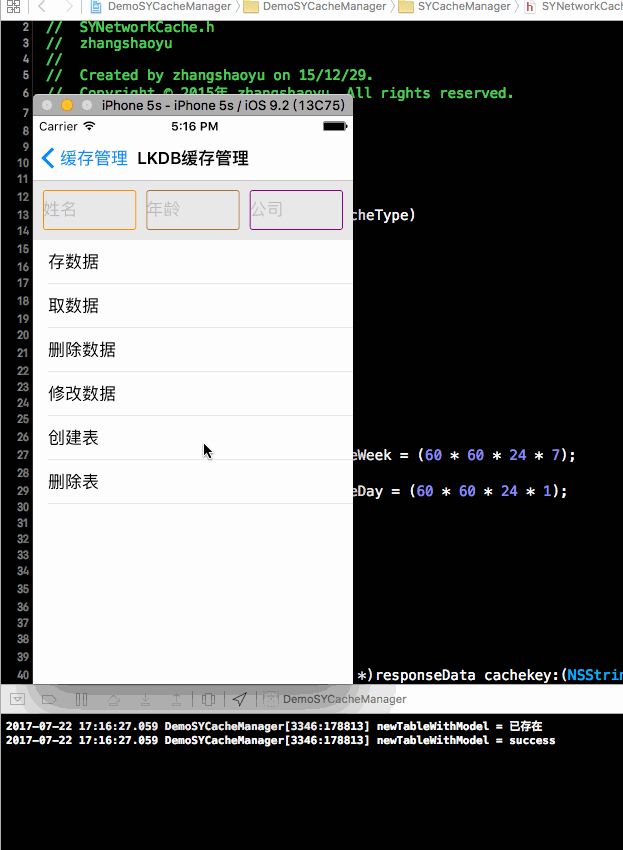 DemoSYCacheManager DemoSYCacheManager SYCacheManager h SYNetworkCac
2 // SYNetworkCache.h
3 // zhangshaoyu
4 //
5 // Created by zhangshaoyu on 15/12/29.
6 // Copyright © 2015年 zhangshaoyu. All rights reserved.
iPhone 5s - iPhone 5s / iOS 9.2 (13C75)
7
Carrier 5:16 PM
8
9
缓存管理 LKDB缓存管理
10
11
12
姓名 年龄 公司
13 cheType)
14
15
存数据
16
17
18
取数据
19
20
21
删除数据
22
23
修改数据
24
25
26
创建表
27 eWeek = (60 * 60 * 24 * 7);
28
删除表
29 eDay = (60 * 60 * 24 * 1);
30
31
32
33
34
35
36
37
38
39
40 *)responseData cachekey:(NSStrin
DemoSYCacheManager
2017-07-22 17:16:27.059 DemoSYCacheManager[3346:178813] newTableWithModel = 已存在
2017-07-22 17:16:27.059 DemoSYCacheManager[3346:178813] newTableWithModel = success